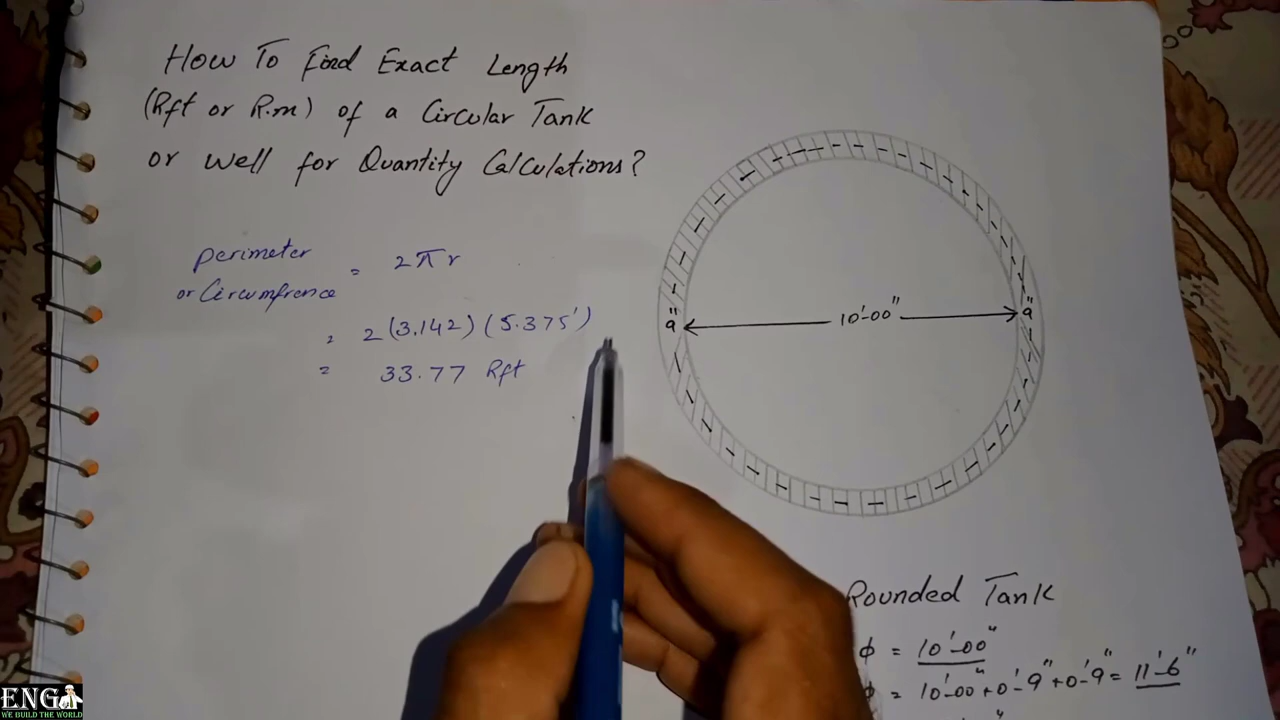 How To Find Exact Length
(Rft or R.m) of a Circular Tank
or Well for Quantity Calculations?
Perimeter
or Circumfrence = 2πr
= 2(3.142)(5.375')
= 33.77 Rft
9"
10'-00"
9"
Rounded Tank
ϕ = 10'-00"
ϕ = 10'-00"+0'-9"+0'-9"= 11'-6"
ENG
WE BUILD THE WORLD